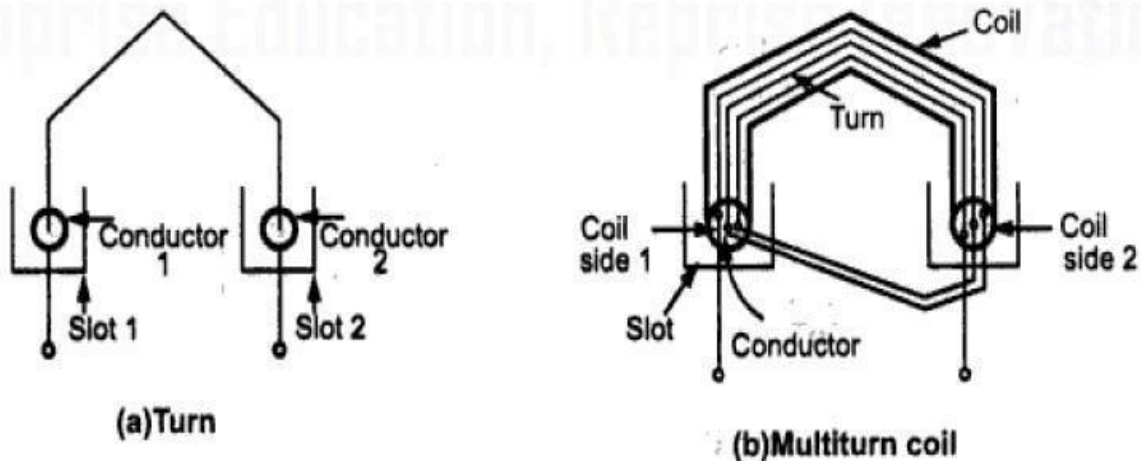 Coil
Turn
Conductor
1
Conductor
2
Slot 1
Slot 2
Coil
side 1
Coil
side 2
Slot
Conductor
(a)Turn
(b)Multiturn coil